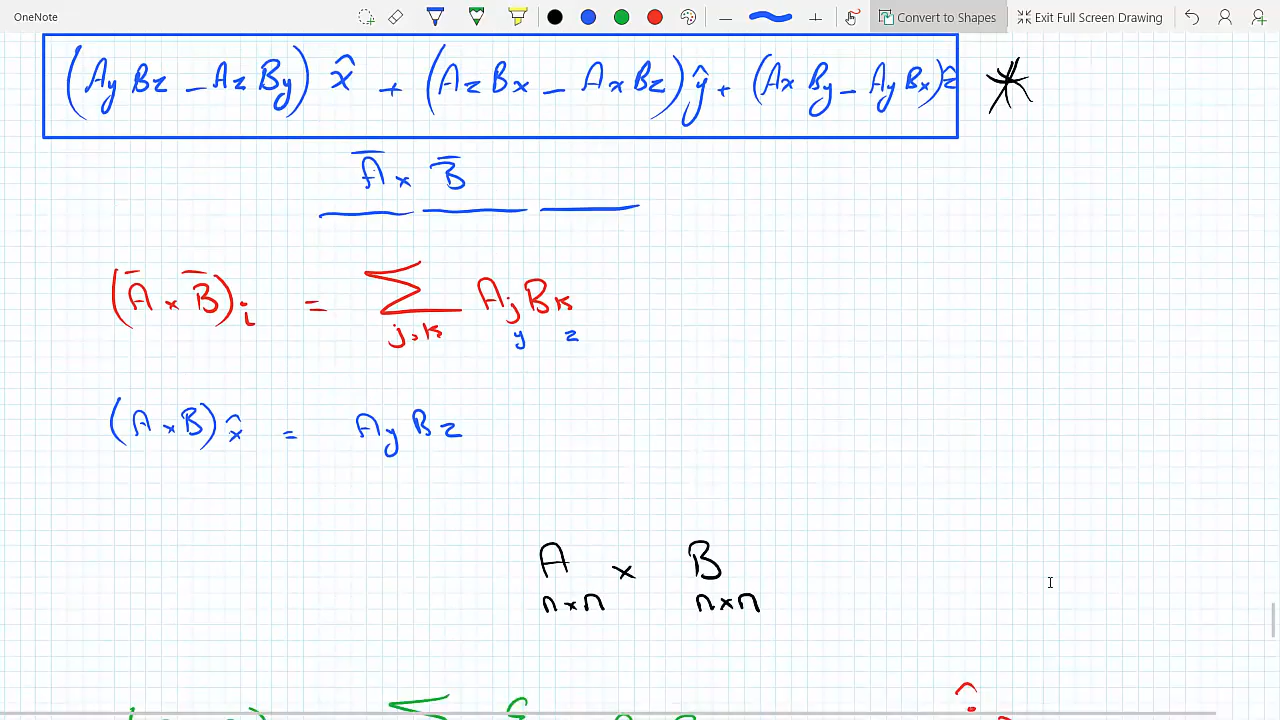 OneNote
Convert to Shapes Exit Full Screen Drawing
(Ay Bz - Az By) x̂ + (Az Bx - Ax Bz) ŷ + (Ax By - Ay Bx) ẑ
A̅ × B̅
(A̅ × B̅)i = ∑ Aj Bk
j,k y z
(A × B) x̂ = Ay Bz
A × B
n×n n×n